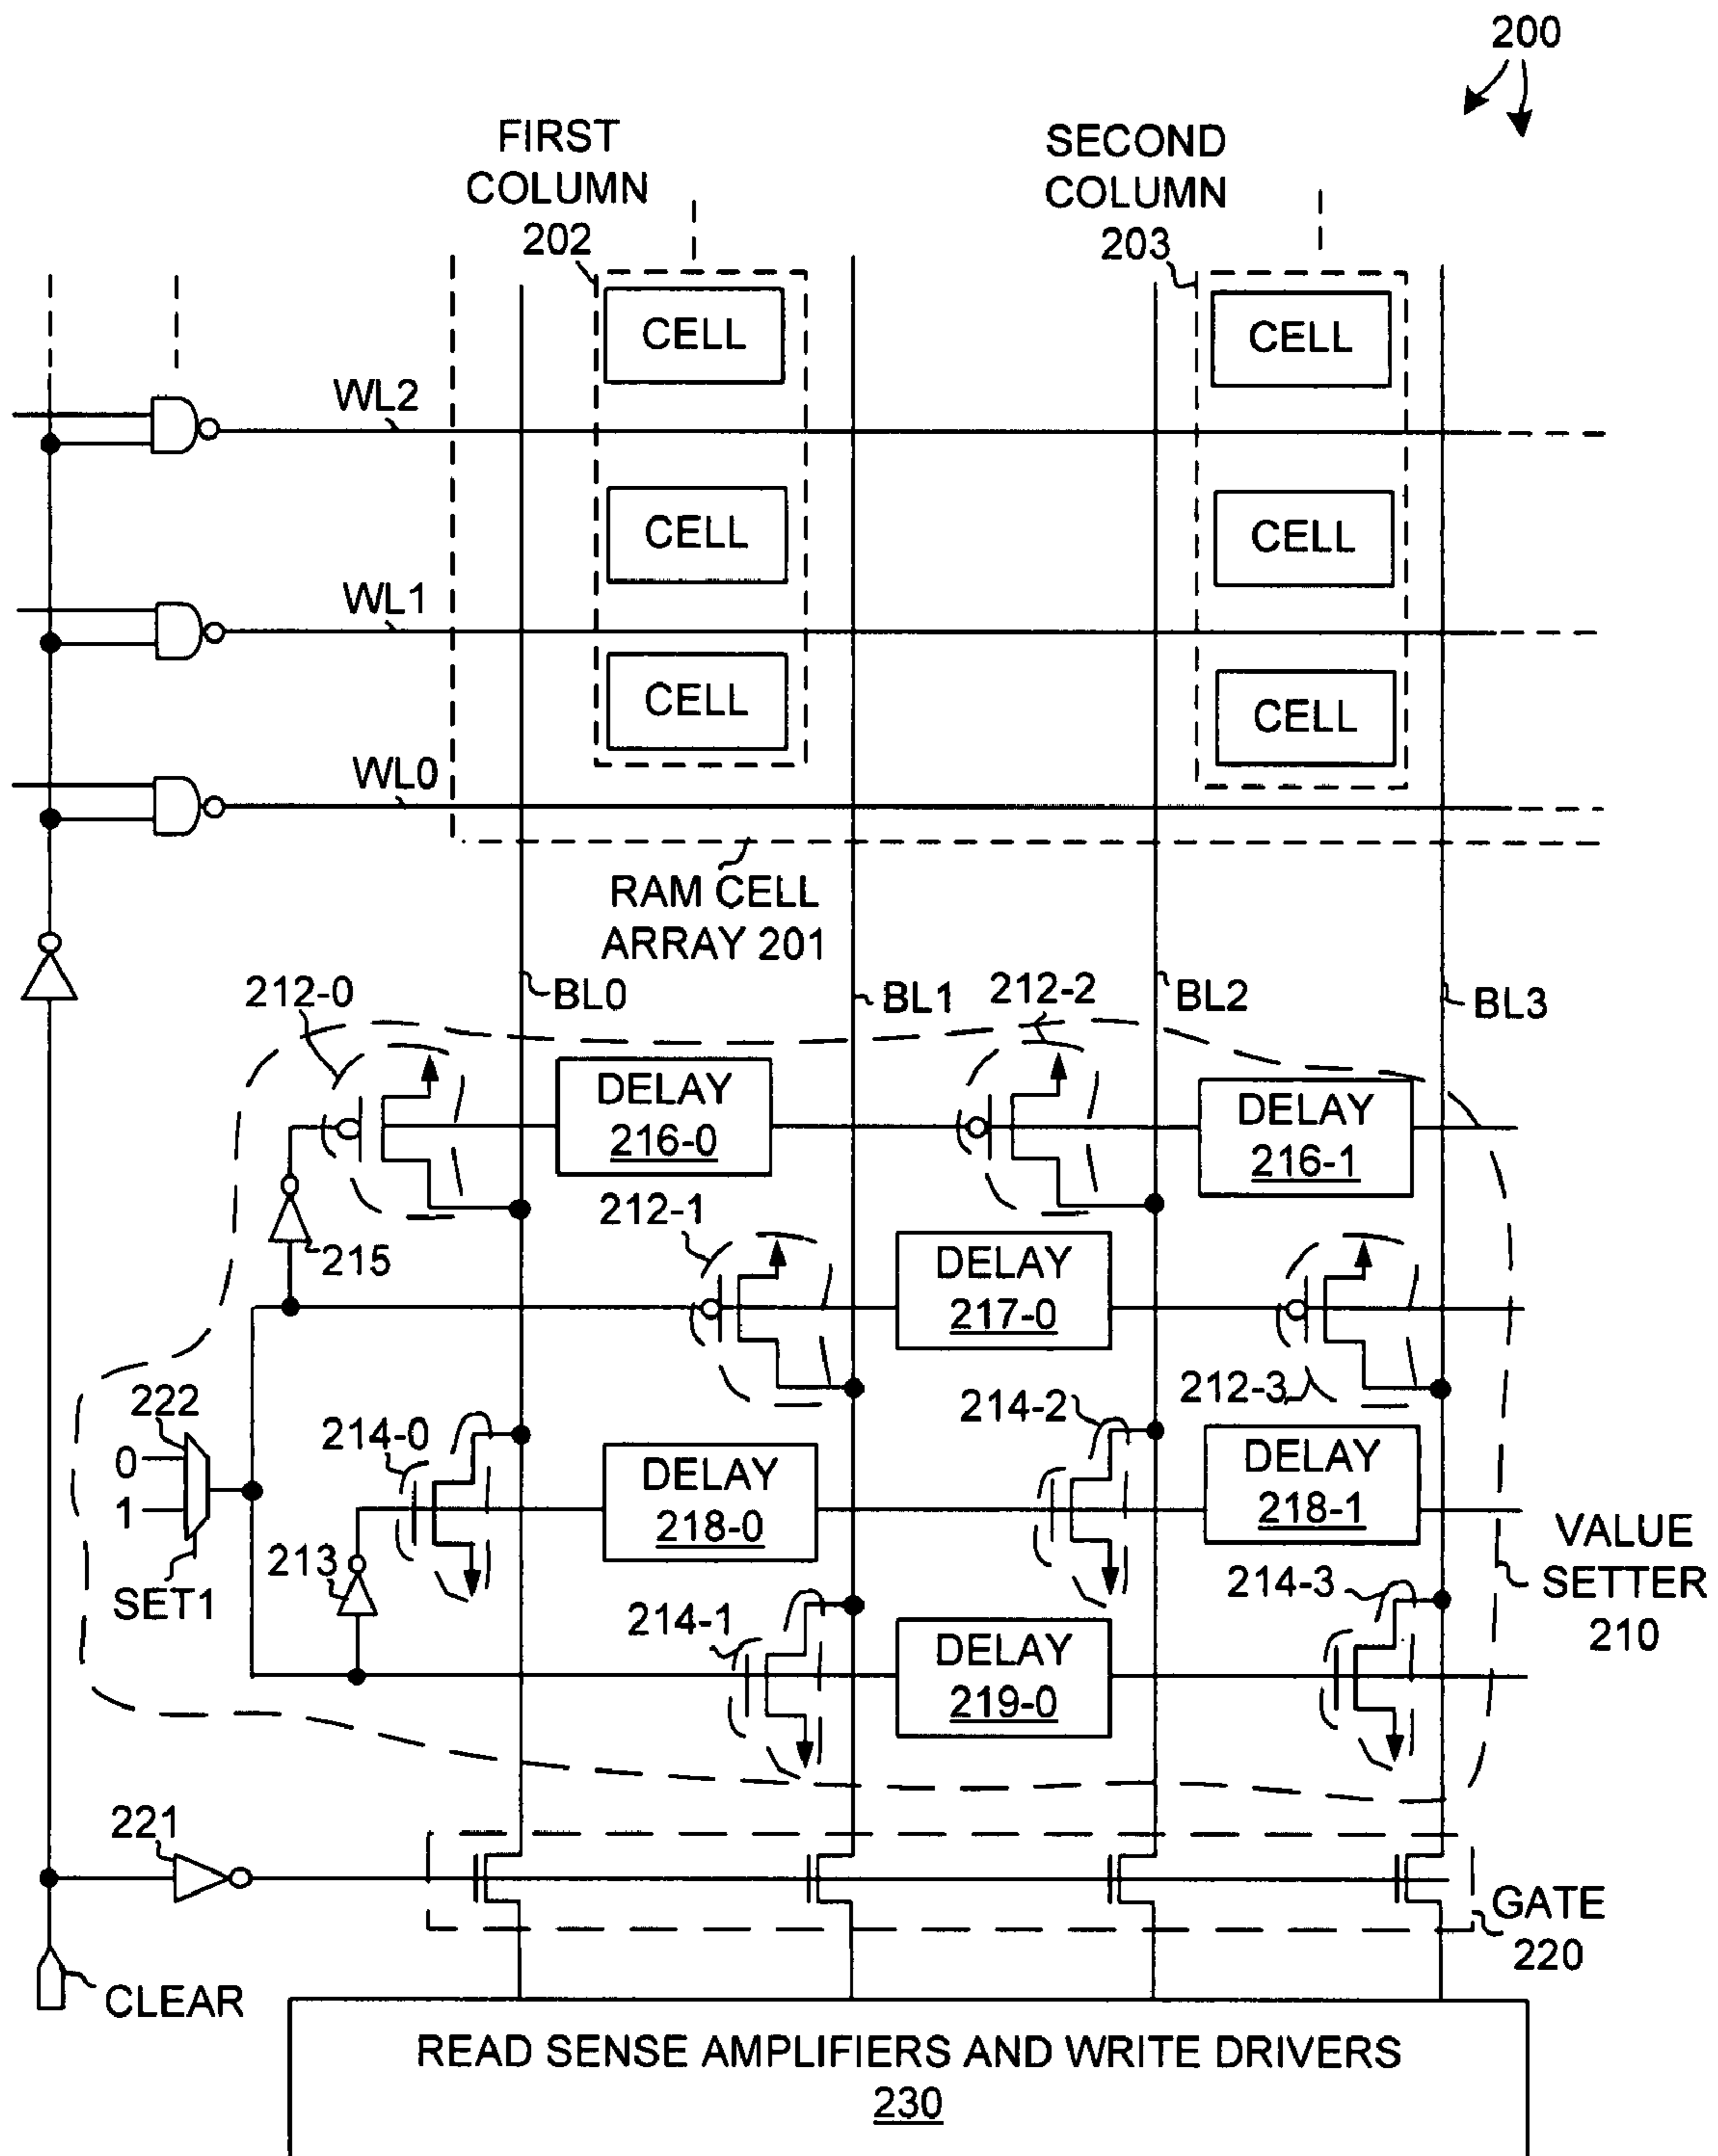 200
FIRST
COLUMN
202
SECOND
COLUMN
203
CELL
CELL
WL2
CELL
CELL
WL1
CELL
CELL
WL0
RAM CELL
ARRAY 201
212-0
BL0
BL1
212-2
BL2
BL3
DELAY
216-0
DELAY
216-1
212-1
215
DELAY
217-0
212-3
222
0
1
SET1
214-0
213
DELAY
218-0
214-2
DELAY
218-1
VALUE
SETTER
210
214-1
DELAY
219-0
214-3
221
GATE
220
CLEAR
READ SENSE AMPLIFIERS AND WRITE DRIVERS
230